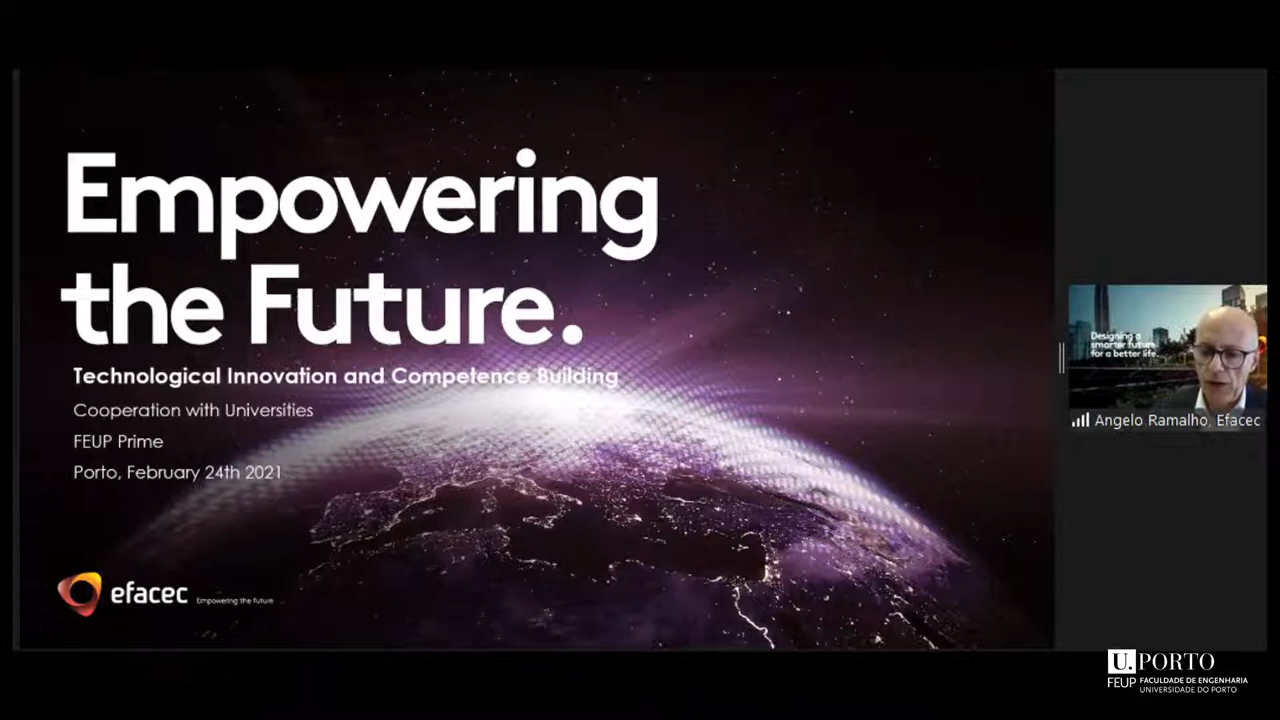 Empowering
the Future.
Technological Innovation and Competence Building
Cooperation with Universities
FEUP Prime
Porto, February 24th 2021
efacec Empowering the future
Designing a
smarter future
for a better life.
Angelo Ramalho, Efacec
U.PORTO
FEUP FACULDADE DE ENGENHARIA
UNIVERSIDADE DO PORTO